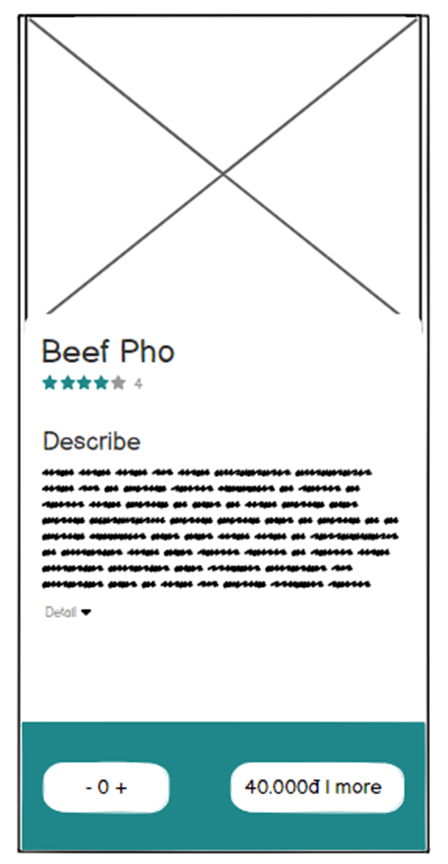 Beef Pho
4
Describe
Detail
- 0 +
40.000đ | more